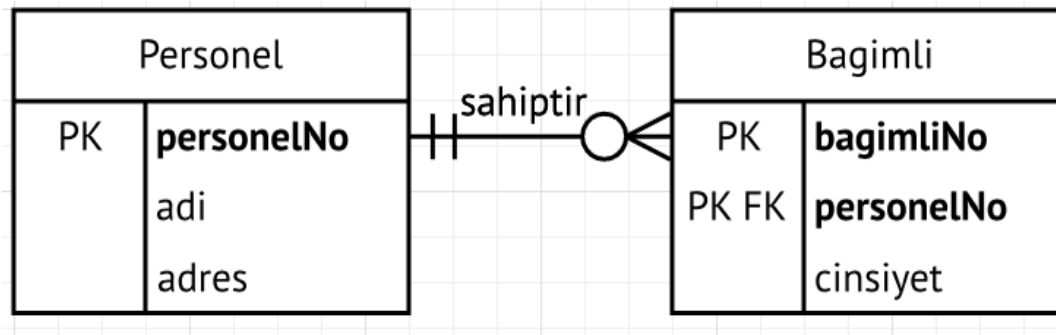 Personel
PK personelNo
adi
adres
sahiptir
Bagimli
PK bagimliNo
PK FK personelNo
cinsiyet